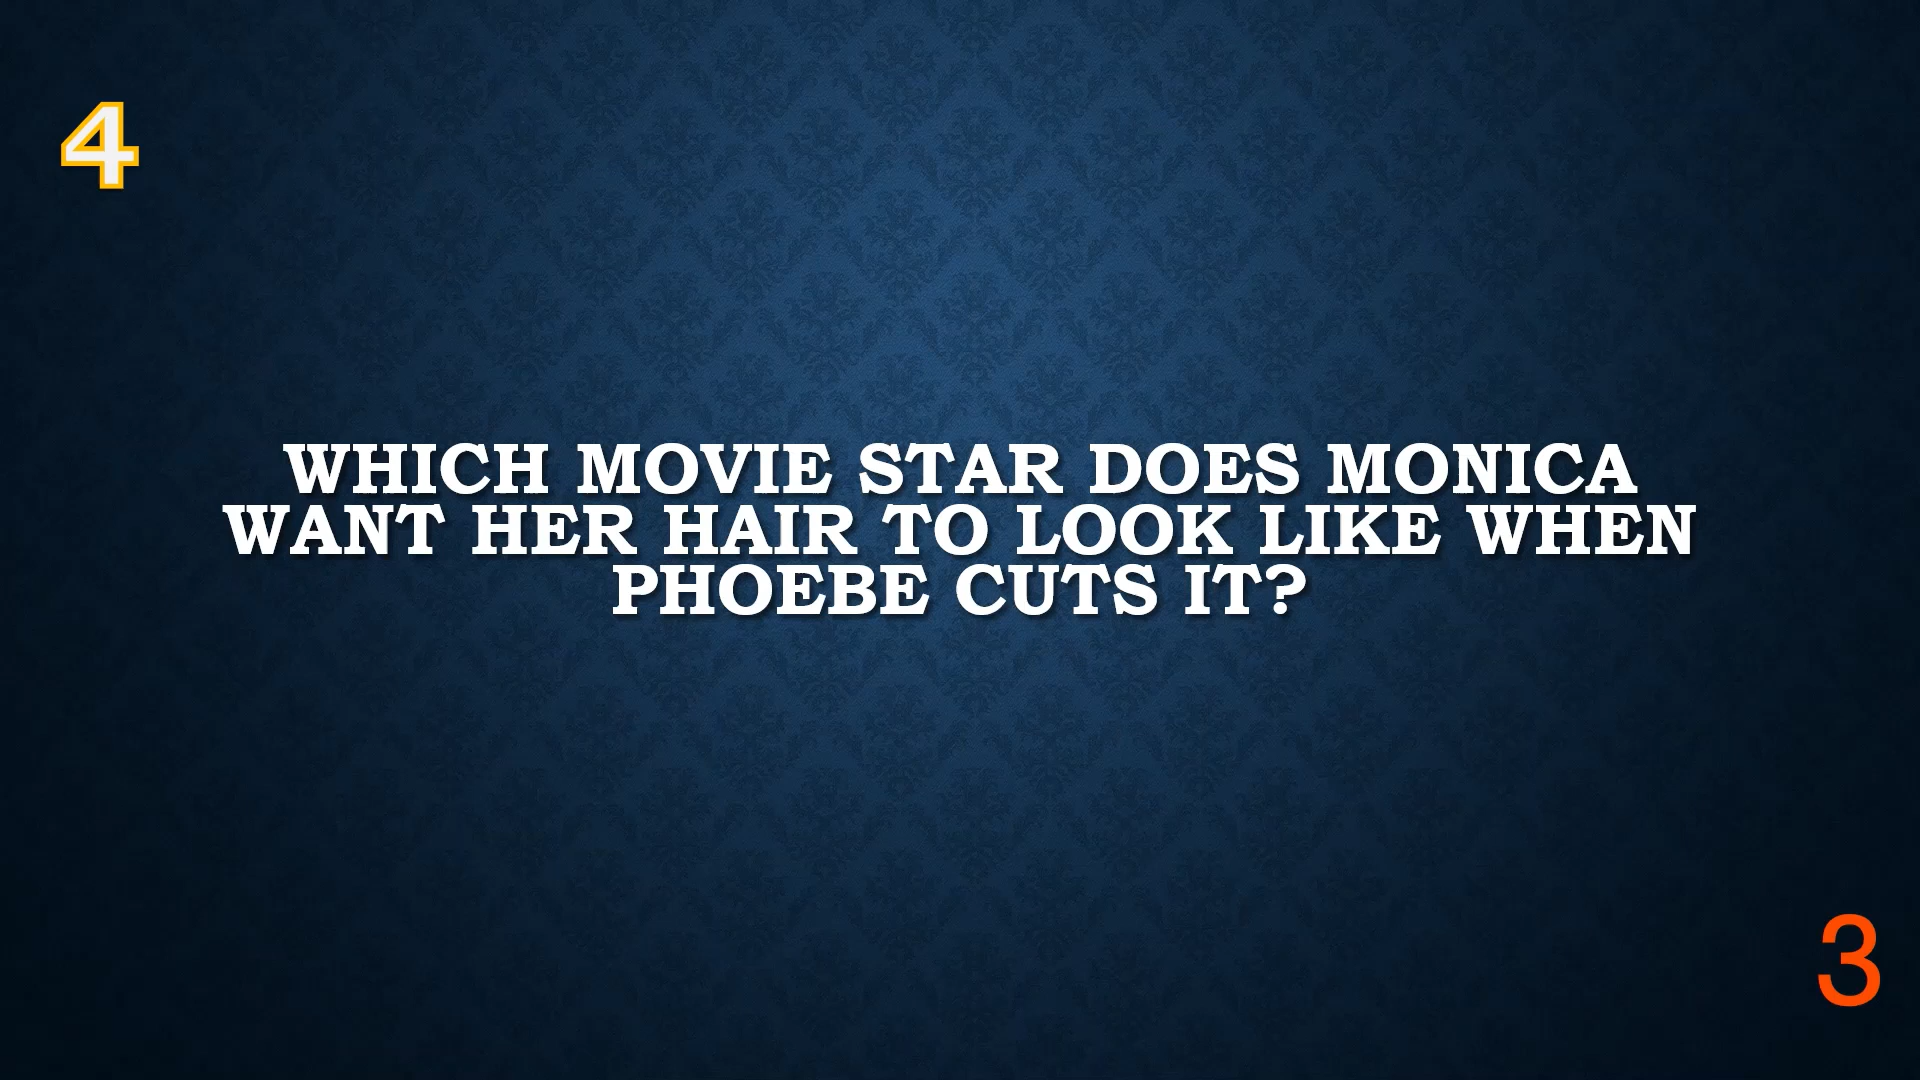 4
WHICH MOVIE STAR DOES MONICA
WANT HER HAIR TO LOOK LIKE WHEN
PHOEBE CUTS IT?
3